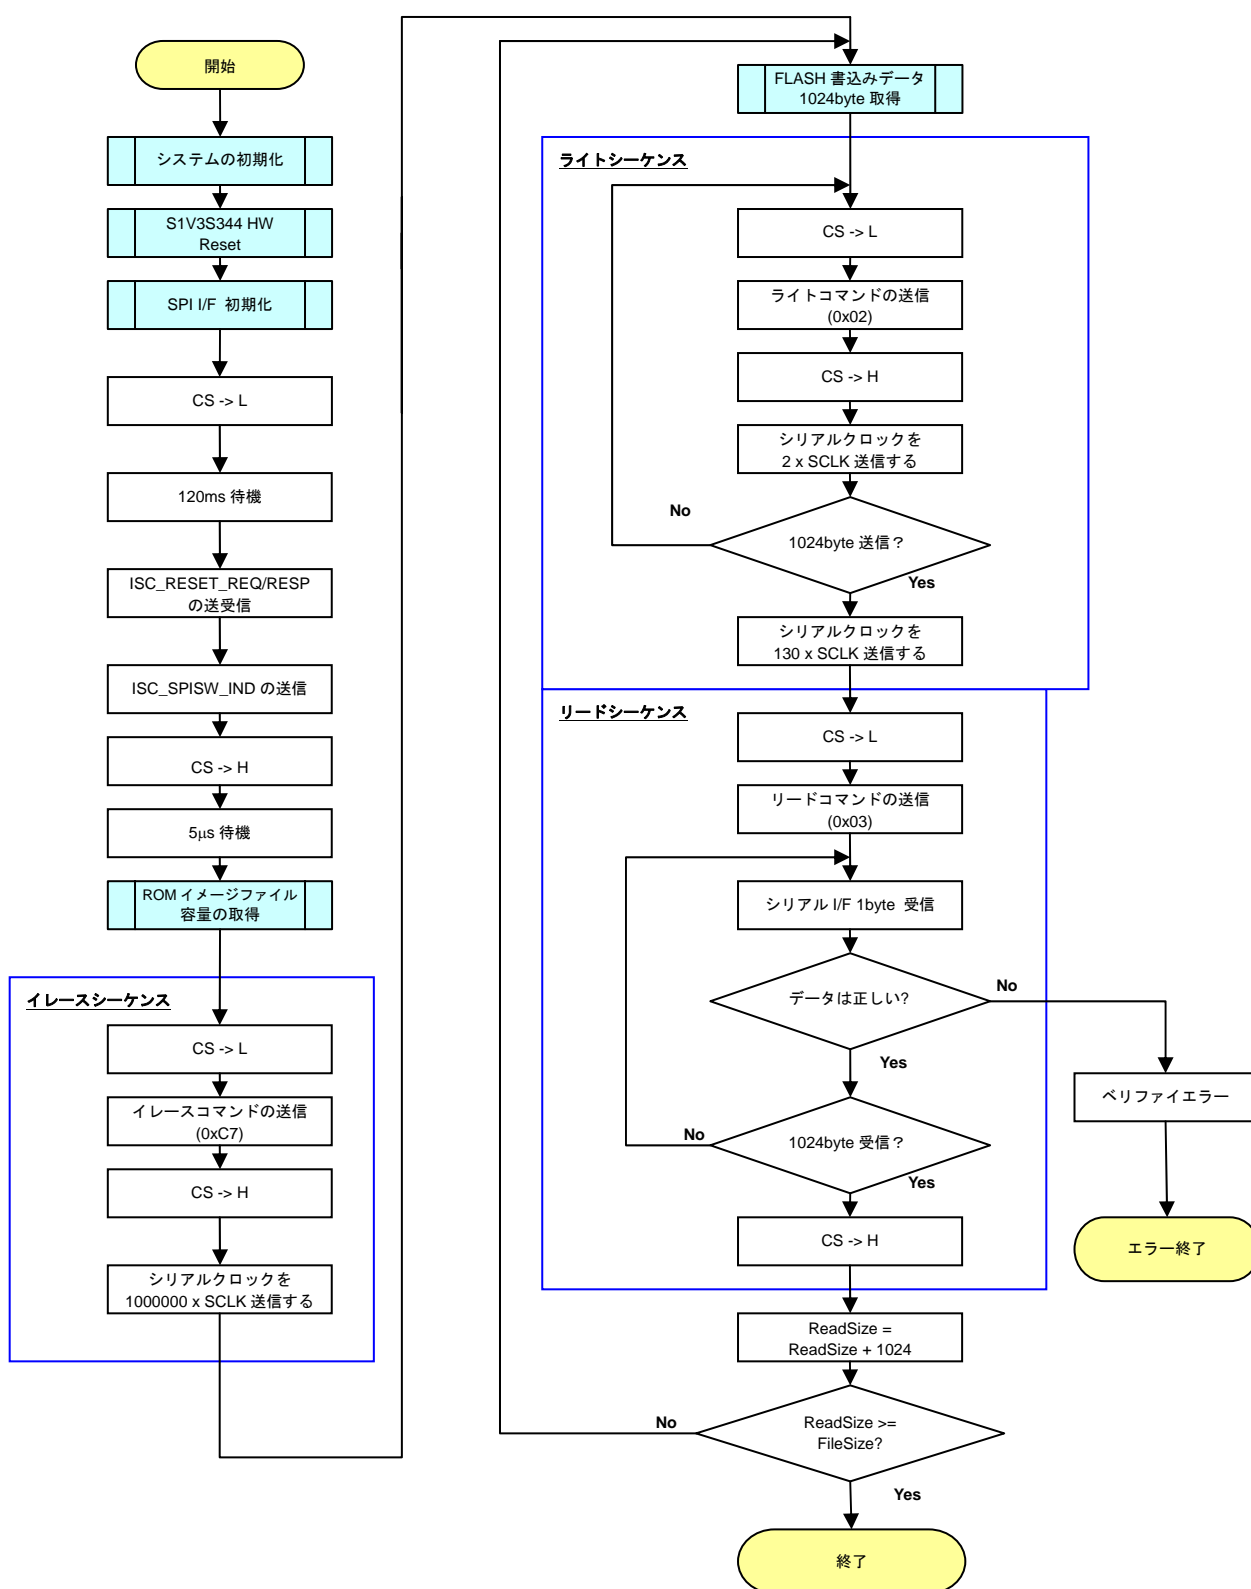 開始
システムの初期化
S1V3S344 HW
Reset
SPI I/F 初期化
CS -> L
120ms 待機
ISC_RESET_REQ/RESP
の送受信
ISC_SPISW_IND の送信
CS -> H
5μs 待機
ROM イメージファイル
容量の取得
イレースシーケンス
CS -> L
イレースコマンドの送信
(0xC7)
CS -> H
シリアルクロックを
1000000 x SCLK 送信する
FLASH 書込みデータ
1024byte 取得
ライトシーケンス
CS -> L
ライトコマンドの送信
(0x02)
CS -> H
シリアルクロックを
2 x SCLK 送信する
No
1024byte 送信？
Yes
シリアルクロックを
130 x SCLK 送信する
リードシーケンス
CS -> L
リードコマンドの送信
(0x03)
シリアル I/F 1byte 受信
データは正しい?
No
Yes
ベリファイエラー
エラー終了
No
1024byte 受信？
Yes
CS -> H
ReadSize =
ReadSize + 1024
No
ReadSize >=
FileSize?
Yes
終了